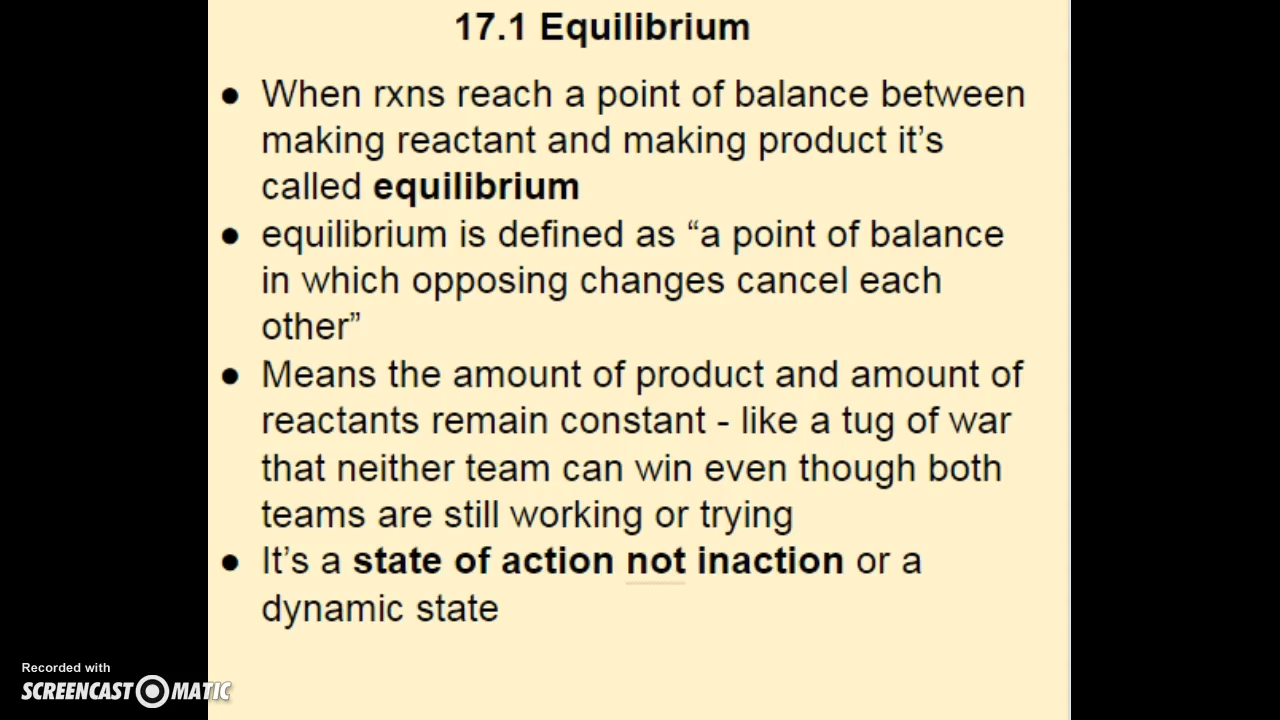 17.1 Equilibrium
● When rxns reach a point of balance between
making reactant and making product it's
called equilibrium
● equilibrium is defined as “a point of balance
in which opposing changes cancel each
other”
● Means the amount of product and amount of
reactants remain constant - like a tug of war
that neither team can win even though both
teams are still working or trying
● It's a state of action not inaction or a
dynamic state
Recorded with
SCREENCAST MATIC